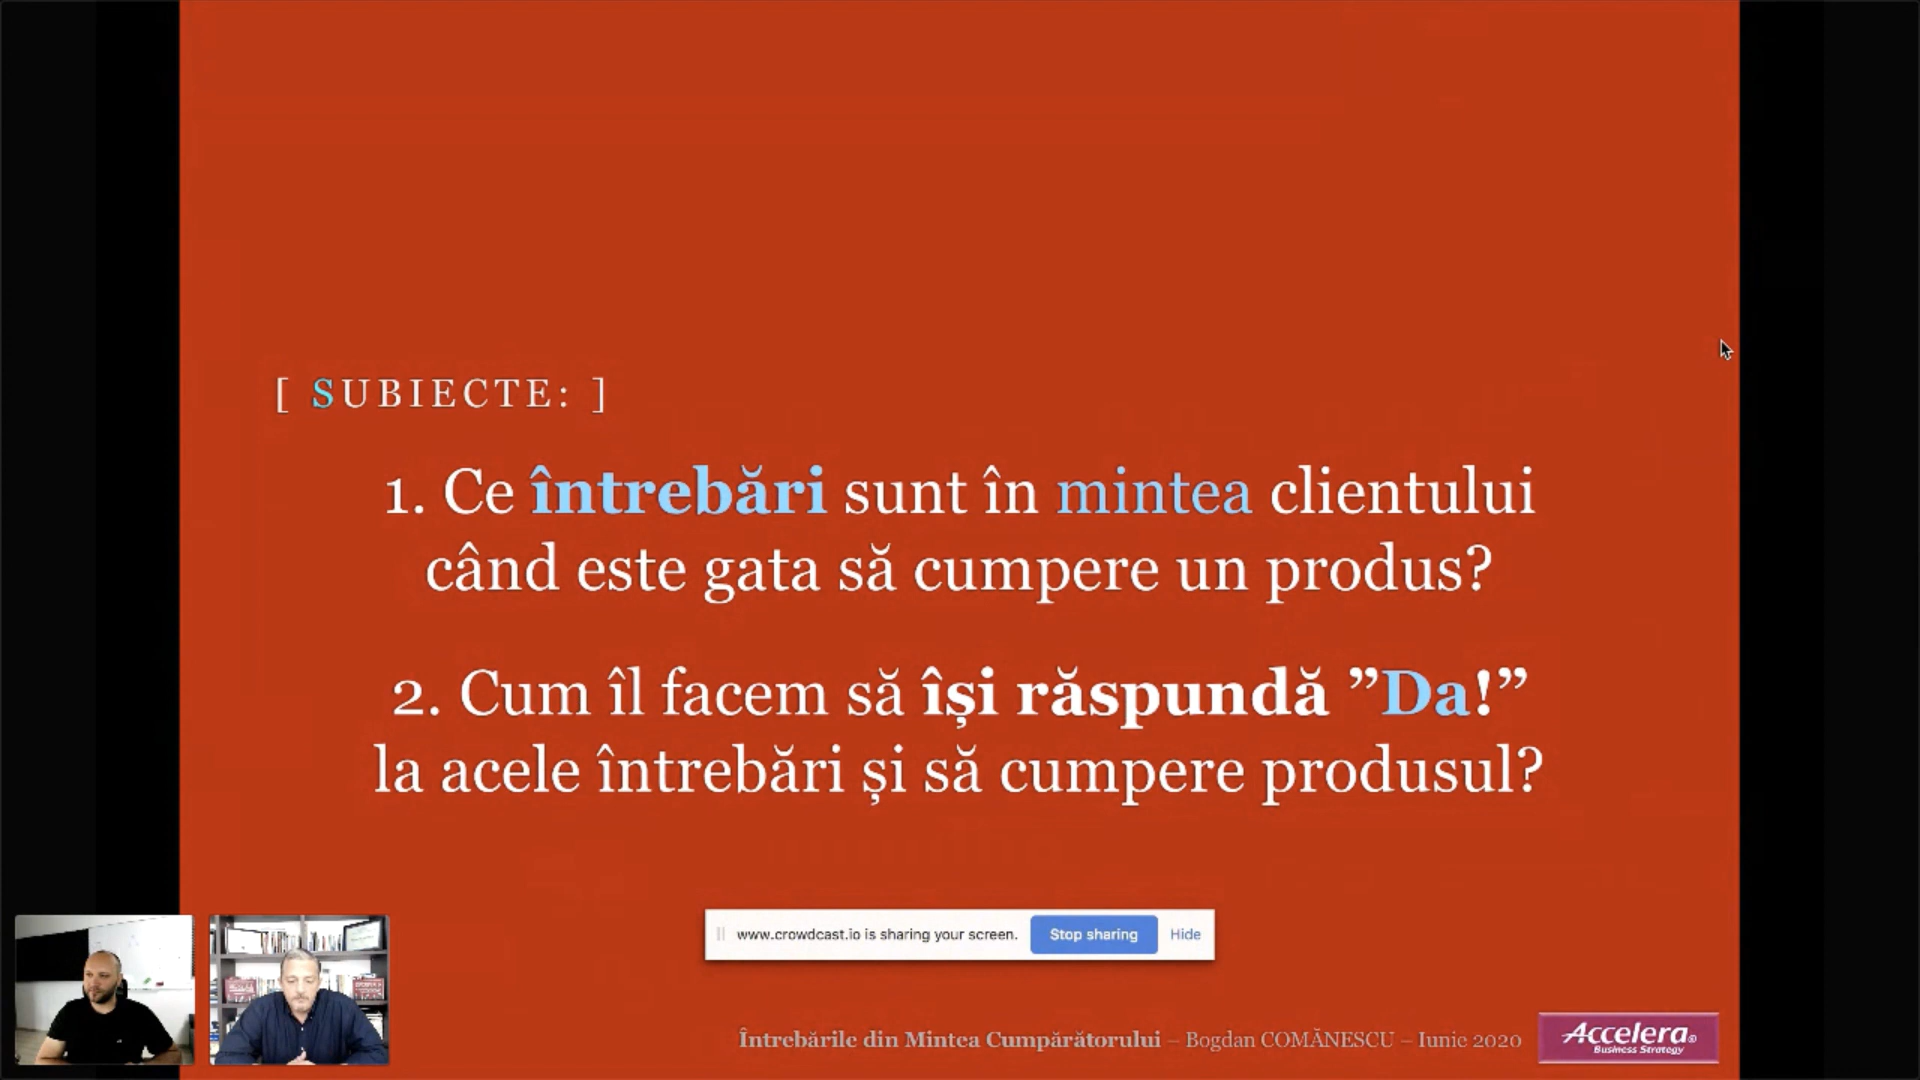 [ SUBIECTE: ]
1. Ce întrebări sunt în mintea clientului
când este gata să cumpere un produs?
2. Cum îl facem să își răspundă ”Da!”
la acele întrebări și să cumpere produsul?
www.crowdcast.io is sharing your screen. Stop sharing Hide
Întrebările din Mintea Cumpărătorului – Bogdan COMĂNESCU – Iunie 2020
Accelera®
Business Strategy